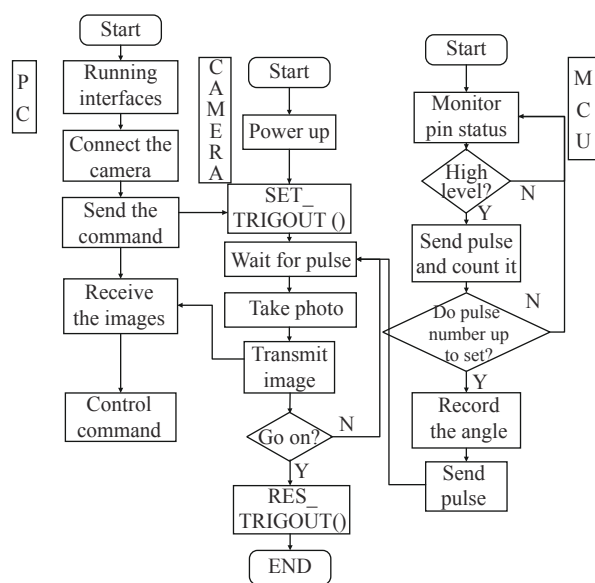 Start
P
C
Running
interfaces
Connect the
camera
Send the
command
Receive
the images
Control
command
C
A
M
E
R
A
Start
Power up
SET_
TRIGOUT ()
Wait for pulse
Take photo
Transmit
image
Go on?
N
Y
RES_
TRIGOUT()
END
Start
M
C
U
Monitor
pin status
High
level?
N
Y
Send pulse
and count it
N
Do pulse
number up
to set?
Y
Record
the angle
Send
pulse